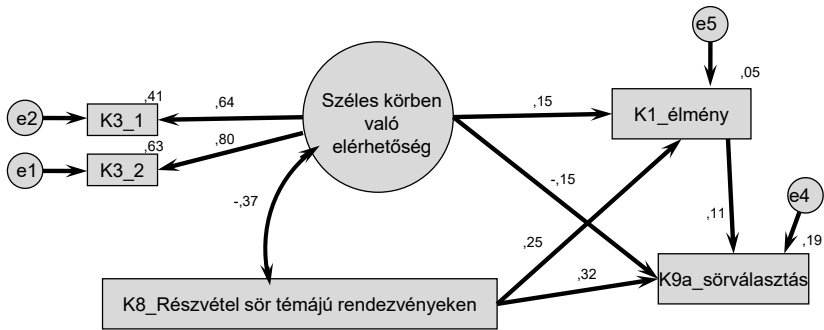 e5
,05
K1_élmény
Széles körben
való
elérhetőség
,41
e2
K3_1
,64
,15
,63
e1
K3_2
,80
-,15
-,37
e4
,11
,19
,25
K9a_sörválasztás
,32
K8_Részvétel sör témájú rendezvényeken